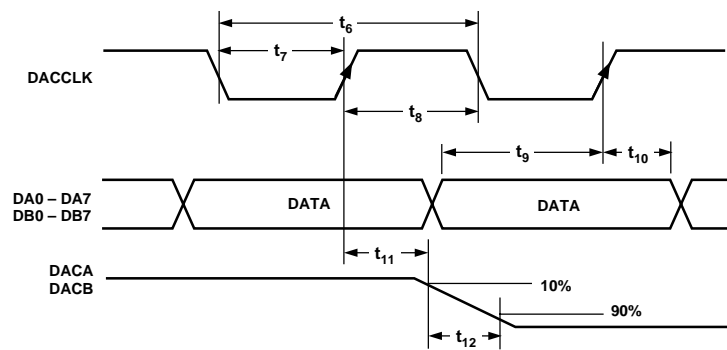 t6
t7
DACCLK
t8
t9
t10
DA0 – DA7
DB0 – DB7
DATA
DATA
t11
DACA
DACB
10%
90%
t12